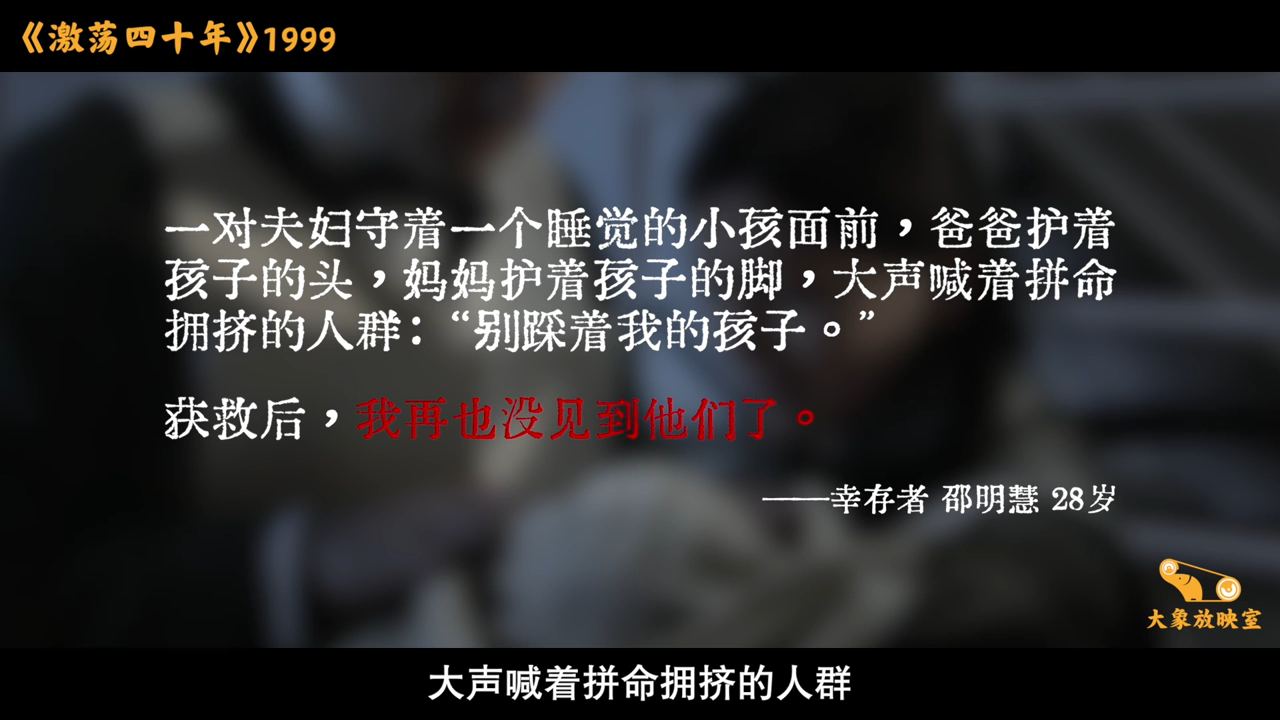 《激荡四十年》1999
一对夫妇守着一个睡觉的小孩面前，爸爸护着
孩子的头，妈妈护着孩子的脚，大声喊着拼命
拥挤的人群：“别踩着我的孩子。”
获救后，我再也没见到他们了。
——幸存者 邵明慧 28岁
大象放映室
大声喊着拼命拥挤的人群